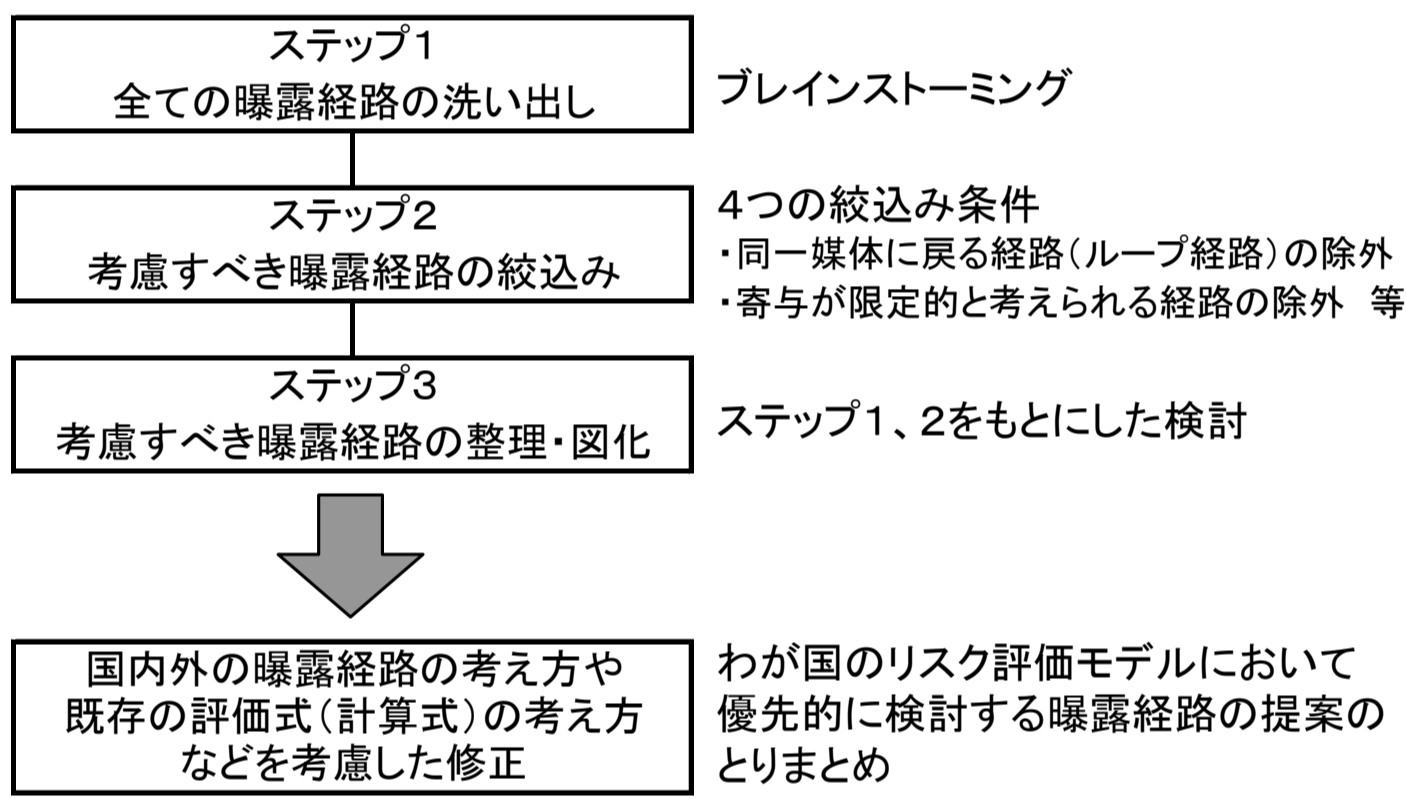 ステップ1
全ての曝露経路の洗い出し
ブレインストーミング
ステップ2
考慮すべき曝露経路の絞込み
4つの絞込み条件
・同一媒体に戻る経路(ループ経路)の除外
・寄与が限定的と考えられる経路の除外　等
ステップ3
考慮すべき曝露経路の整理・図化
ステップ1、2をもとにした検討
国内外の曝露経路の考え方や
既存の評価式(計算式)の考え方
などを考慮した修正
わが国のリスク評価モデルにおいて
優先的に検討する曝露経路の提案の
とりまとめ